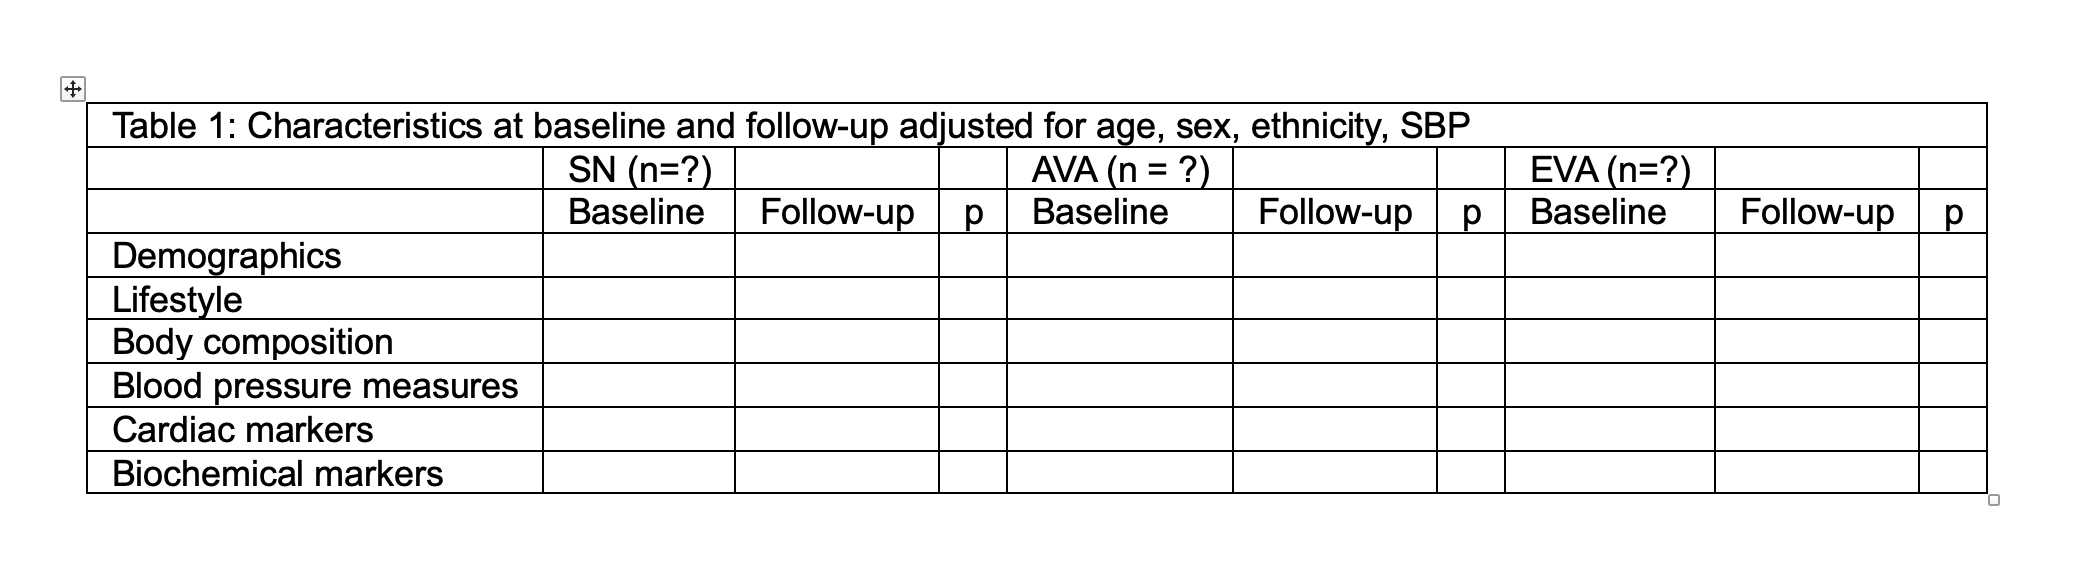 Table 1: Characteristics at baseline and follow-up adjusted for age, sex, ethnicity, SBP
SN (n=?) AVA (n = ?) EVA (n=?)
Baseline Follow-up p Baseline Follow-up p Baseline Follow-up p
Demographics
Lifestyle
Body composition
Blood pressure measures
Cardiac markers
Biochemical markers